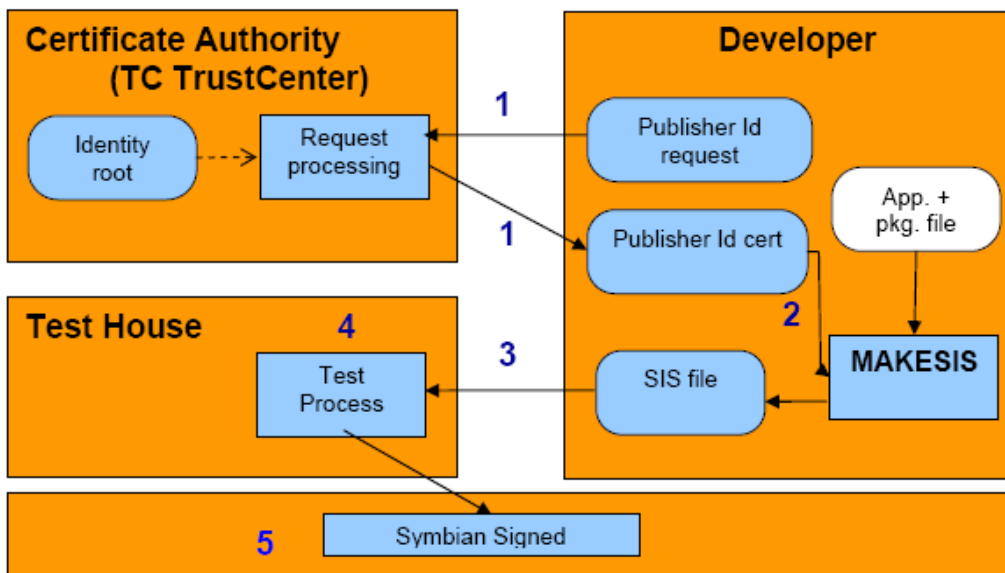 Certificate Authority
(TC TrustCenter)
Identity
root
Request
processing
1
1
Developer
Publisher Id
request
App. +
pkg. file
Publisher Id cert
2
MAKESIS
SIS file
3
Test House
4
Test
Process
5
Symbian Signed